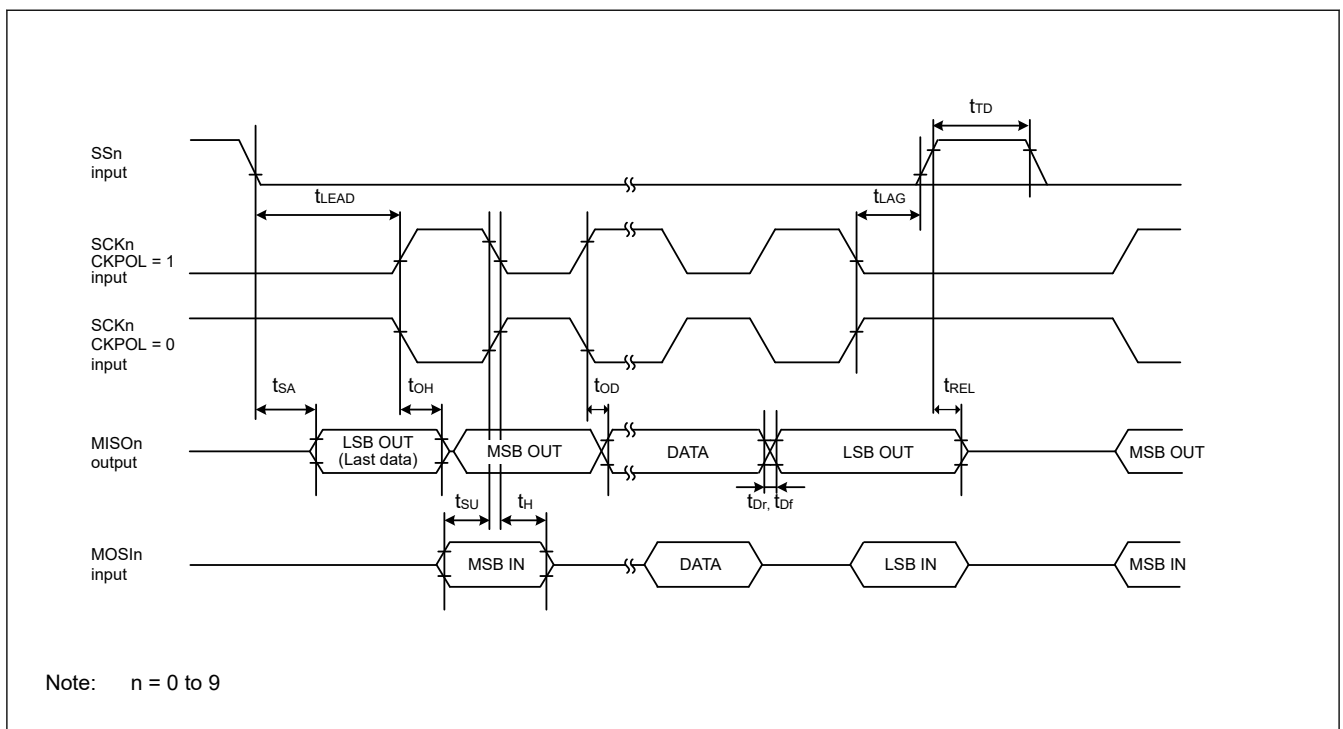 tTD
SSn
input
tLEAD
tLAG
SCKn
CKPOL = 1
input
SCKn
CKPOL = 0
input
tSA
tOH
tOD
tREL
MISOn
output
LSB OUT
(Last data)
MSB OUT
DATA
LSB OUT
MSB OUT
tSU
tH
tDr, tDf
MOSIn
input
MSB IN
DATA
LSB IN
MSB IN
Note: n = 0 to 9